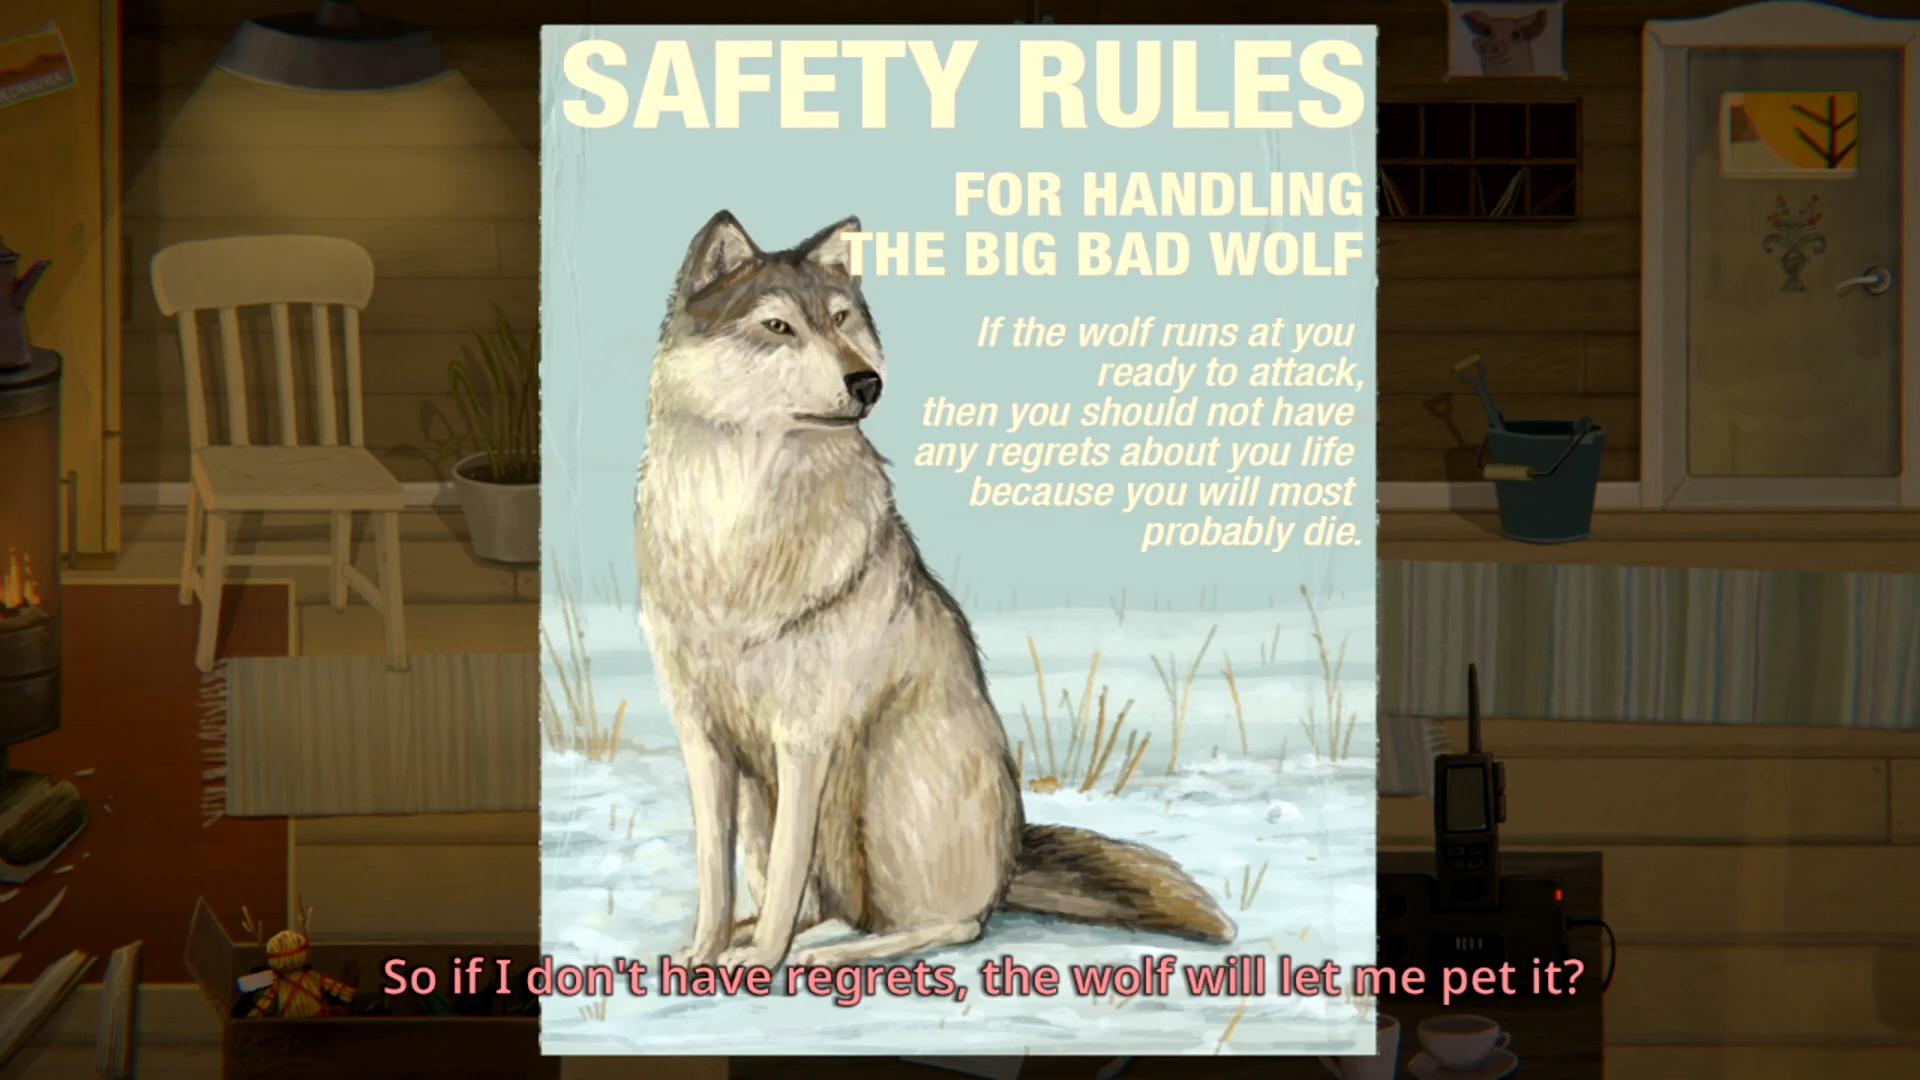 SAFETY RULES
FOR HANDLING
THE BIG BAD WOLF
If the wolf runs at you
ready to attack,
then you should not have
any regrets about you life
because you will most
probably die.
So if I don't have regrets, the wolf will let me pet it?